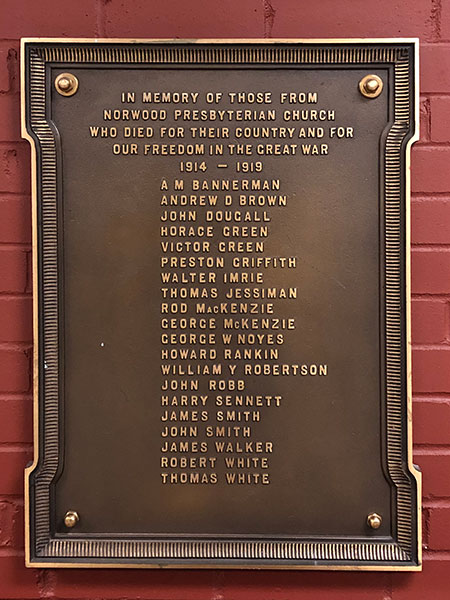 IN MEMORY OF THOSE FROM
NORWOOD PRESBYTERIAN CHURCH
WHO DIED FOR THEIR COUNTRY AND FOR
OUR FREEDOM IN THE GREAT WAR
1914 – 1919
A M BANNERMAN
ANDREW D BROWN
JOHN DOUGALL
HORACE GREEN
VICTOR GREEN
PRESTON GRIFFITH
WALTER IMRIE
THOMAS JESSIMAN
ROD MACKENZIE
GEORGE MCKENZIE
GEORGE W NOYES
HOWARD RANKIN
WILLIAM Y ROBERTSON
JOHN ROBB
HARRY SENNETT
JAMES SMITH
JOHN SMITH
JAMES WALKER
ROBERT WHITE
THOMAS WHITE